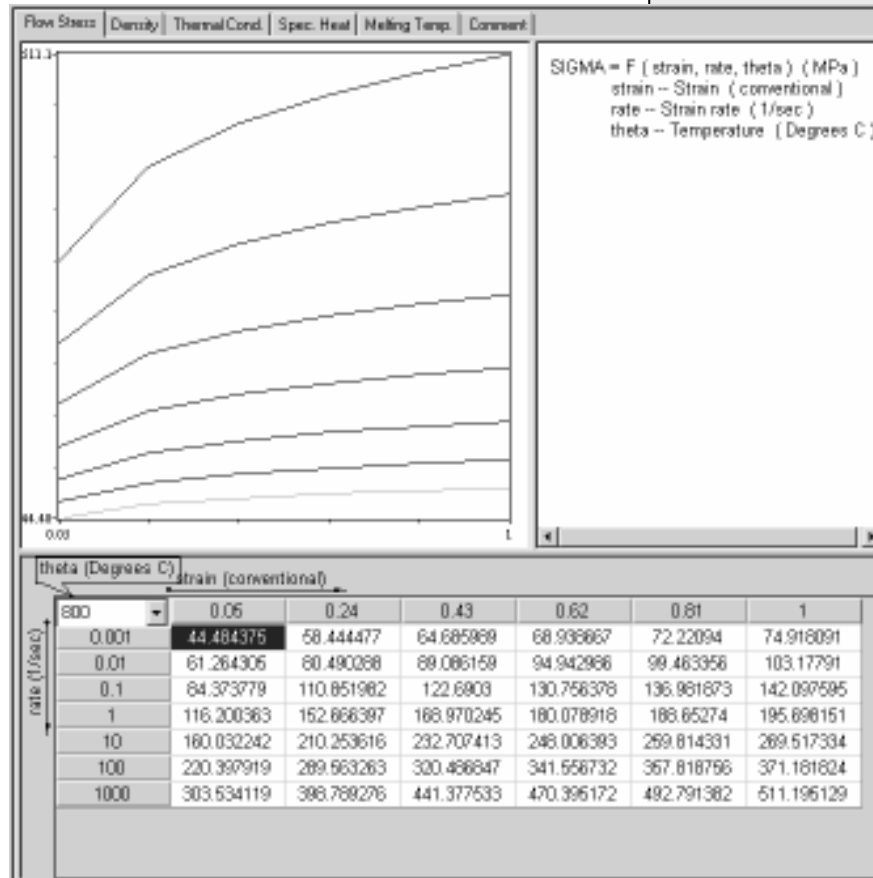 Flow Stress Density Thermal Cond. Spec. Heat Melting Temp. Comment
SIGMA = F ( strain, rate, theta ) ( MPa )
strain -- Strain ( conventional )
rate -- Strain rate ( 1/sec )
theta -- Temperature ( Degrees C )
44.48
1
theta (Degrees C)
strain (conventional)
rate (1/sec)
800 0.05 0.24 0.43 0.62 0.81 1
0.001 44.484375 58.444477 64.685989 68.938667 72.22094 74.918091
0.01 61.264305 80.490288 89.086159 94.942986 99.463356 103.17791
0.1 84.373779 110.851982 122.6903 130.756378 136.981873 142.097595
1 116.200363 152.666397 168.970245 180.078918 188.65274 195.698151
10 160.032242 210.253616 232.707413 248.006393 259.814331 269.517334
100 220.397919 289.563263 320.486847 341.556732 357.818756 371.181824
1000 303.534119 398.789276 441.377533 470.395172 492.791382 511.195129